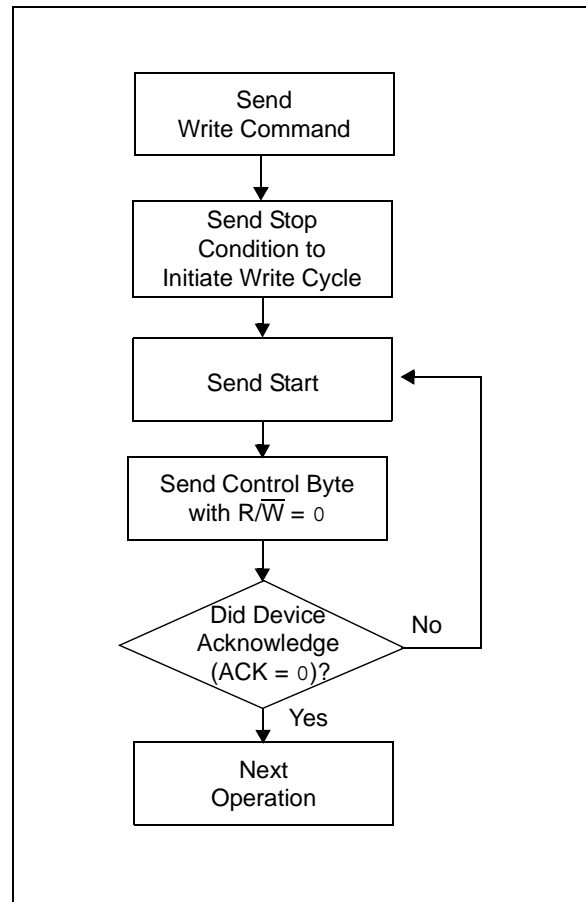 Send
Write Command
Send Stop
Condition to
Initiate Write Cycle
Send Start
Send Control Byte
with R/W̅ = 0
Did Device
Acknowledge
(ACK = 0)?
No
Yes
Next
Operation